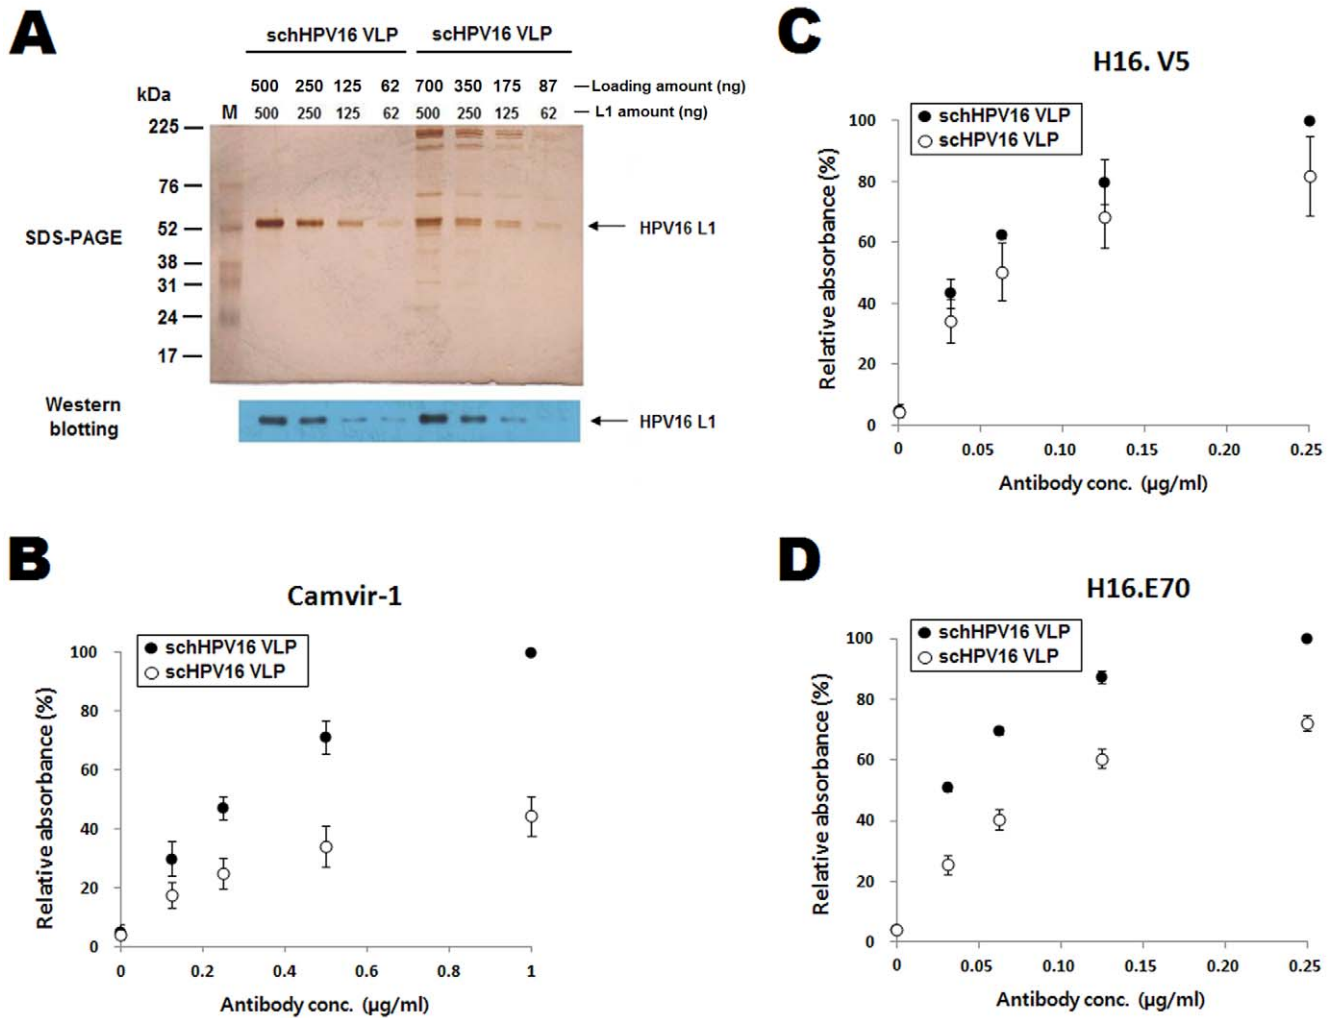 A
schHPV16 VLP scHPV16 VLP
500 250 125 62 700 350 175 87 Loading amount (ng)
kDa
M 500 250 125 62 500 250 125 62 L1 amount (ng)
225
76
52
38
31
24
17
SDS-PAGE
HPV16 L1
Western
blotting
HPV16 L1
B
Camvir-1
schHPV16 VLP
scHPV16 VLP
Relative absorbance (%)
100
80
60
40
20
0
0 0.2 0.4 0.6 0.8 1
Antibody conc. (µg/ml)
C
H16. V5
schHPV16 VLP
scHPV16 VLP
Relative absorbance (%)
100
80
60
40
20
0
0 0.05 0.10 0.15 0.20 0.25
Antibody conc. (µg/ml)
D
H16.E70
schHPV16 VLP
scHPV16 VLP
Relative absorbance (%)
100
80
60
40
20
0
0 0.05 0.10 0.15 0.20 0.25
Antibody conc. (µg/ml)